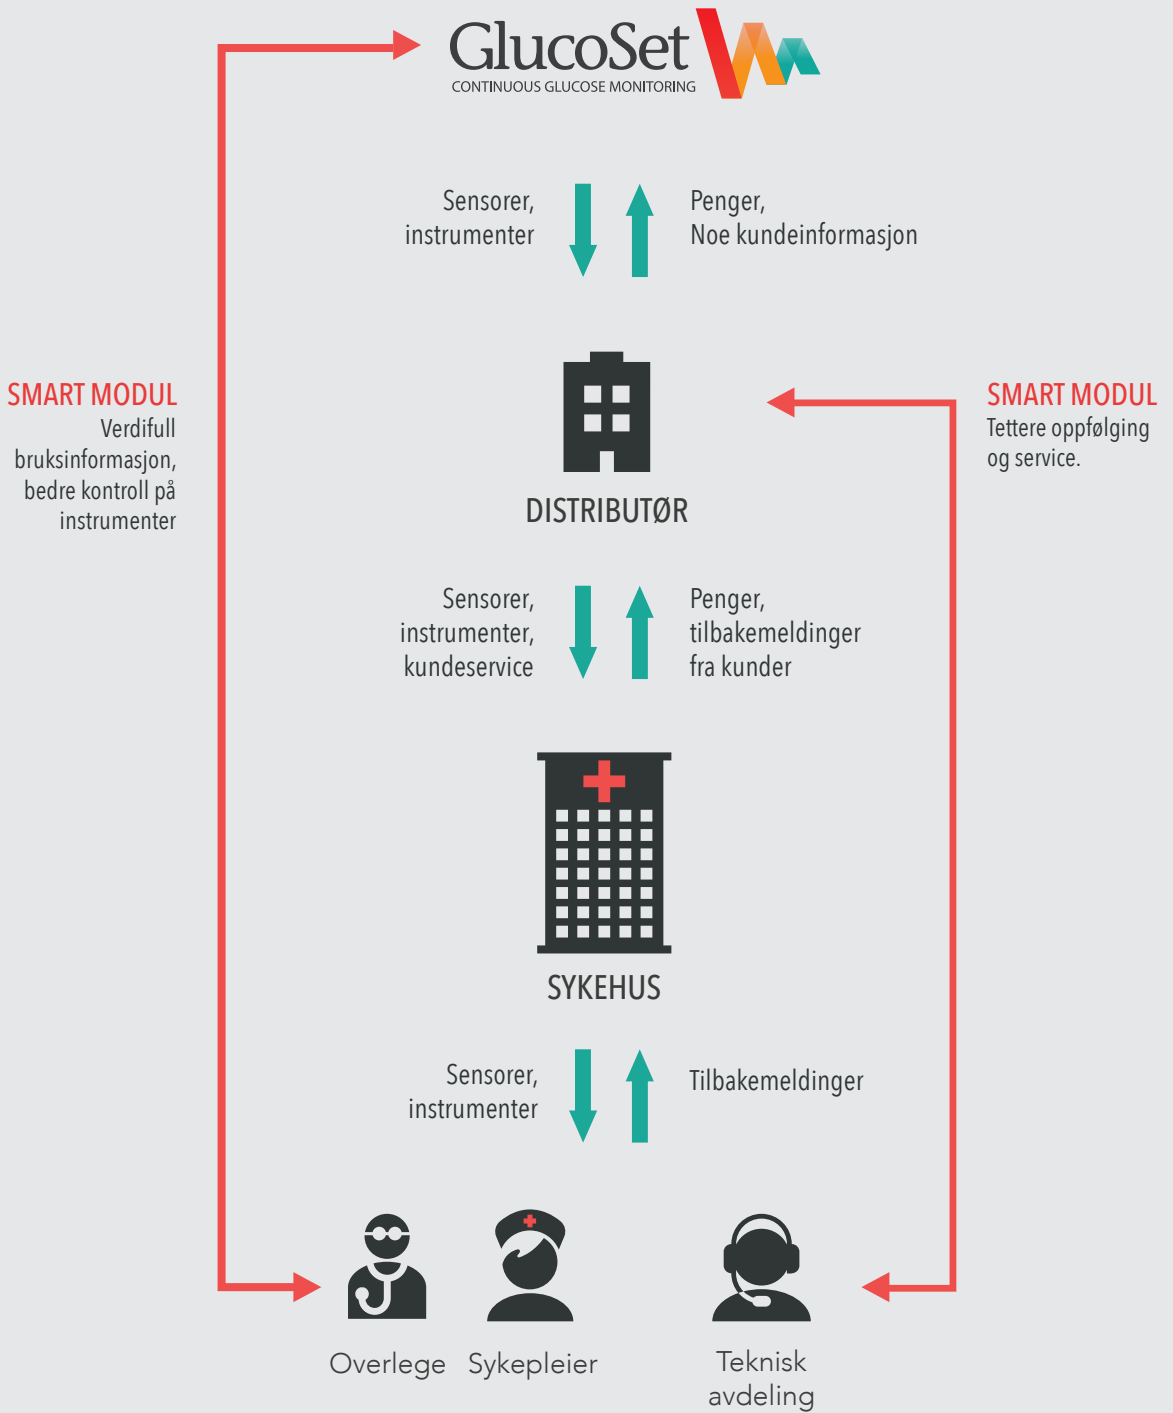 GlucoSet
CONTINUOUS GLUCOSE MONITORING
Sensorer,
instrumenter
Penger,
Noe kundeinformasjon
SMART MODUL
Verdifull
bruksinformasjon,
bedre kontroll på
instrumenter
SMART MODUL
Tettere oppfølging
og service.
DISTRIBUTØR
Sensorer,
instrumenter,
kundeservice
Penger,
tilbakemeldinger
fra kunder
SYKEHUS
Sensorer,
instrumenter
Tilbakemeldinger
Overlege
Sykepleier
Teknisk
avdeling